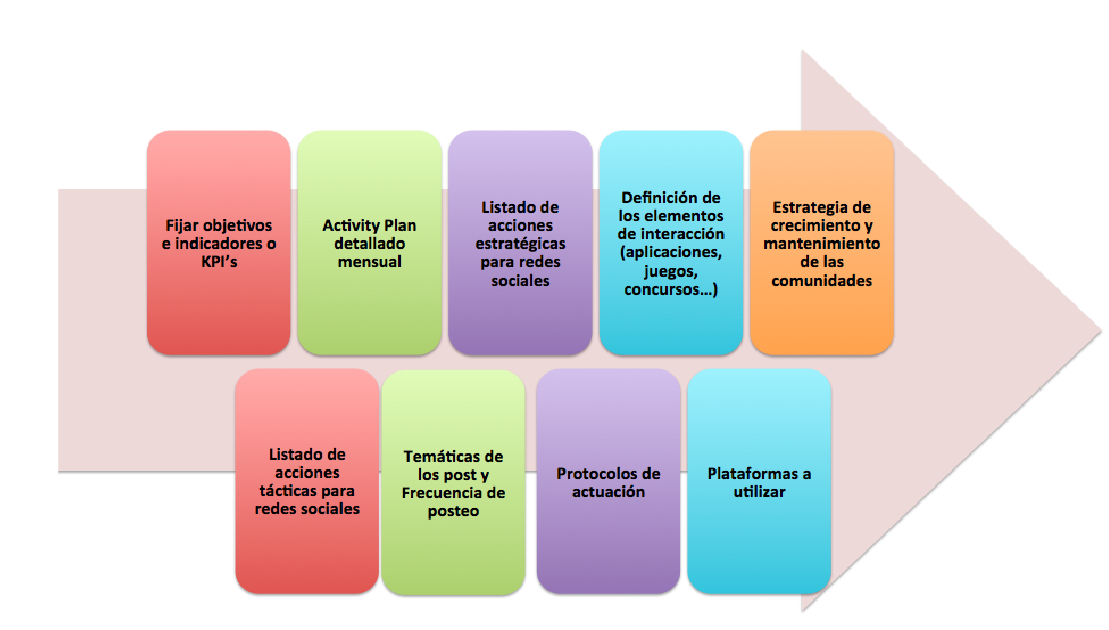 Fijar objetivos
e indicadores o
KPI's
Activity Plan
detallado
mensual
Listado de
acciones
estratégicas
para redes
sociales
Definición de
los elementos
de interacción
(aplicaciones,
juegos,
concursos...)
Estrategia de
crecimiento y
mantenimiento
de las
comunidades
Listado de
acciones
tácticas para
redes sociales
Temáticas de
los post y
Frecuencia de
posteo
Protocolos de
actuación
Plataformas a
utilizar